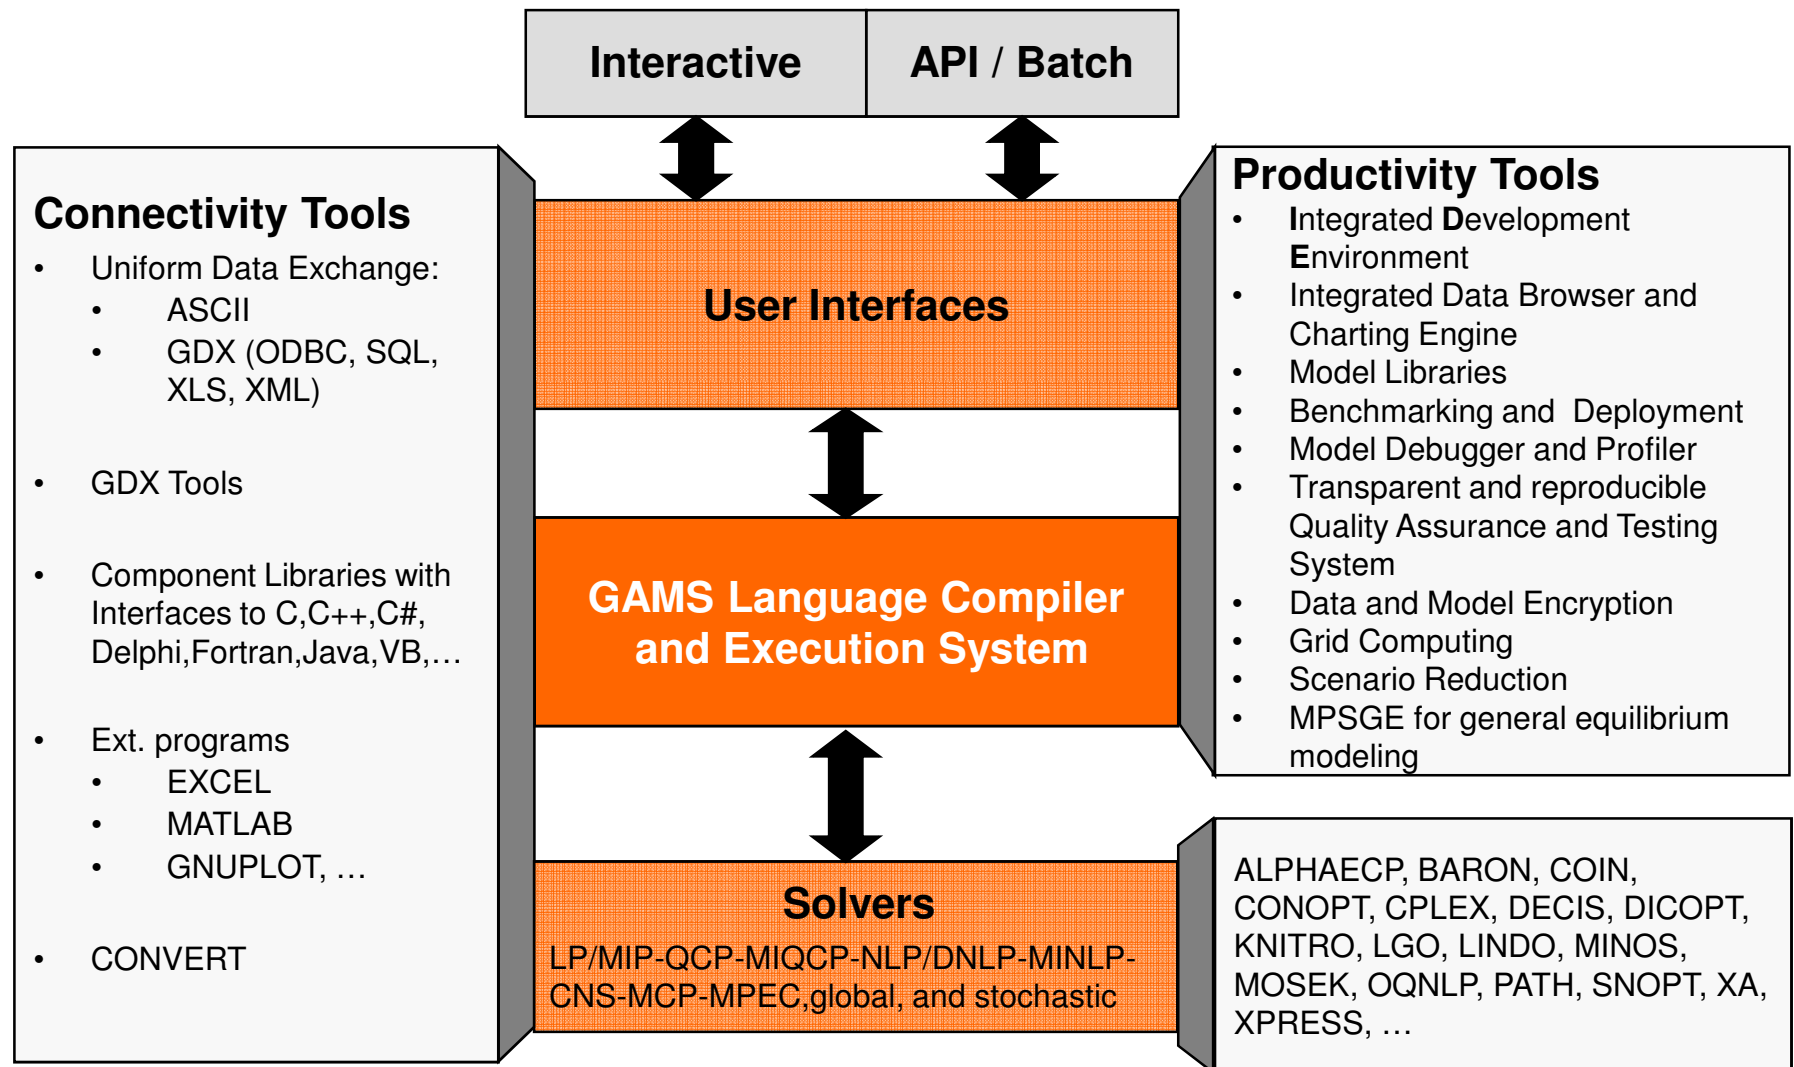 Interactive
API / Batch
Connectivity Tools
• Uniform Data Exchange:
• ASCII
• GDX (ODBC, SQL,
XLS, XML)
• GDX Tools
• Component Libraries with
Interfaces to C,C++,C#,
Delphi,Fortran,Java,VB,…
• Ext. programs
• EXCEL
• MATLAB
• GNUPLOT, …
• CONVERT
User Interfaces
GAMS Language Compiler
and Execution System
Solvers
LP/MIP-QCP-MIQCP-NLP/DNLP-MINLP-
CNS-MCP-MPEC,global, and stochastic
Productivity Tools
• Integrated Development
Environment
• Integrated Data Browser and
Charting Engine
• Model Libraries
• Benchmarking and Deployment
• Model Debugger and Profiler
• Transparent and reproducible
Quality Assurance and Testing
System
• Data and Model Encryption
• Grid Computing
• Scenario Reduction
• MPSGE for general equilibrium
modeling
ALPHAECP, BARON, COIN,
CONOPT, CPLEX, DECIS, DICOPT,
KNITRO, LGO, LINDO, MINOS,
MOSEK, OQNLP, PATH, SNOPT, XA,
XPRESS, …